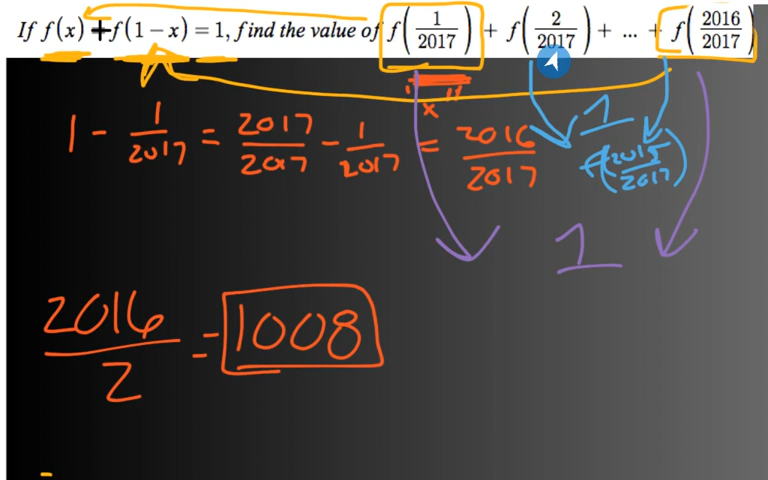 If f(x) + f(1 − x) = 1, find the value of f(1/2017) + f(2/2017) + ... + f(2016/2017)
"x"
1 - 1/2017 = 2017/2017 - 1/2017 = 2016/2017
1
f(2015/2017)
1
2016/2 = 1008